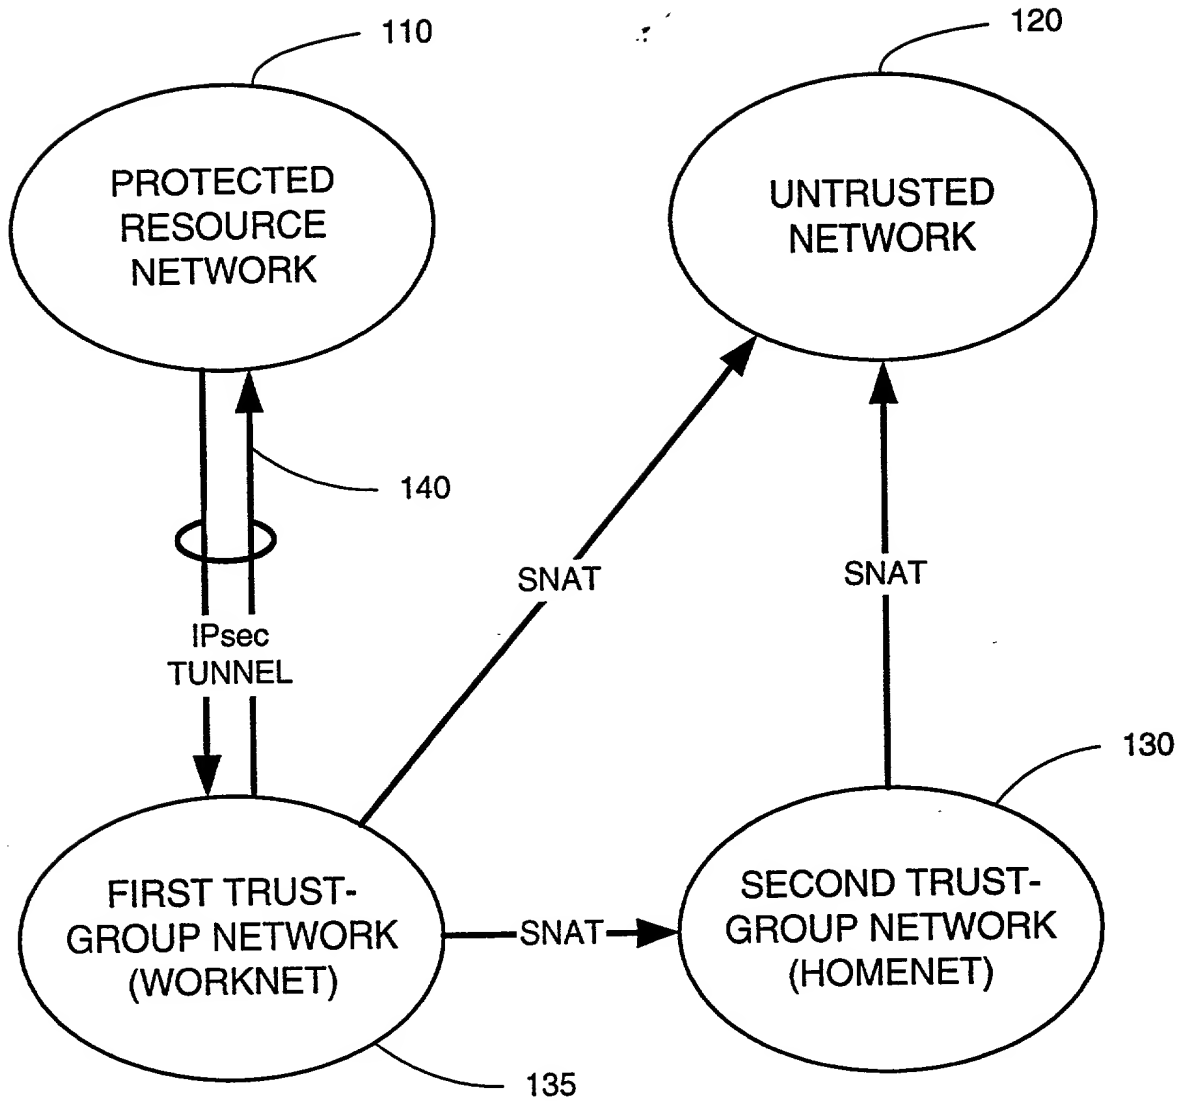 110
120
PROTECTED
RESOURCE
NETWORK
UNTRUSTED
NETWORK
140
SNAT
SNAT
IPsec
TUNNEL
130
FIRST TRUST-
GROUP NETWORK
(WORKNET)
SNAT
SECOND TRUST-
GROUP NETWORK
(HOMENET)
135